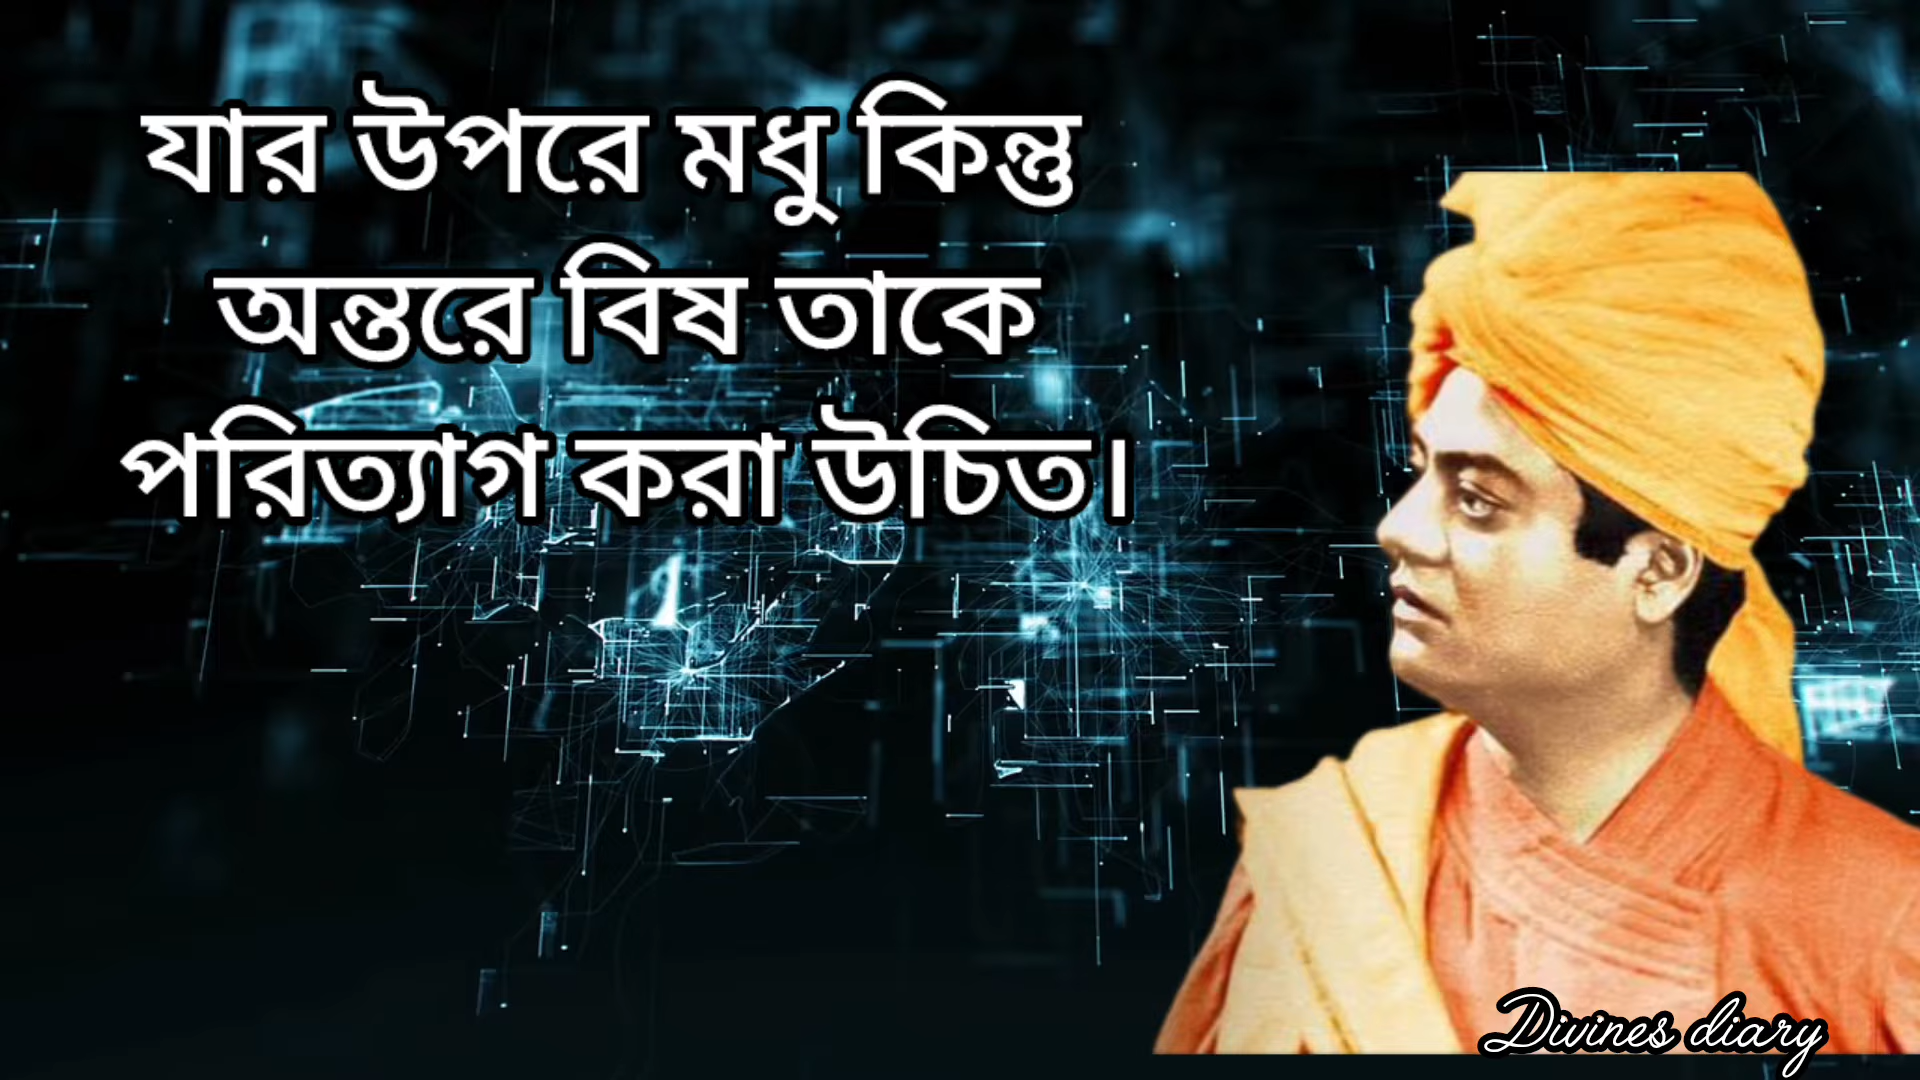 যার উপরে মধু কিন্তু
অন্তরে বিষ তাকে
পরিত্যাগ করা উচিত।
Divines diary